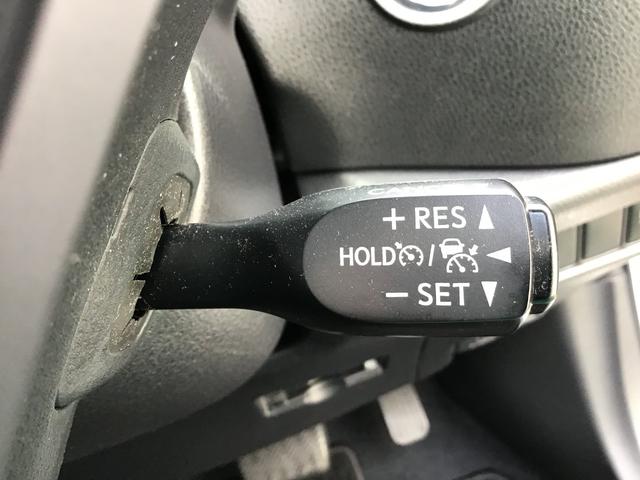 + RES ▲
HOLD / ◀
− SET ▼